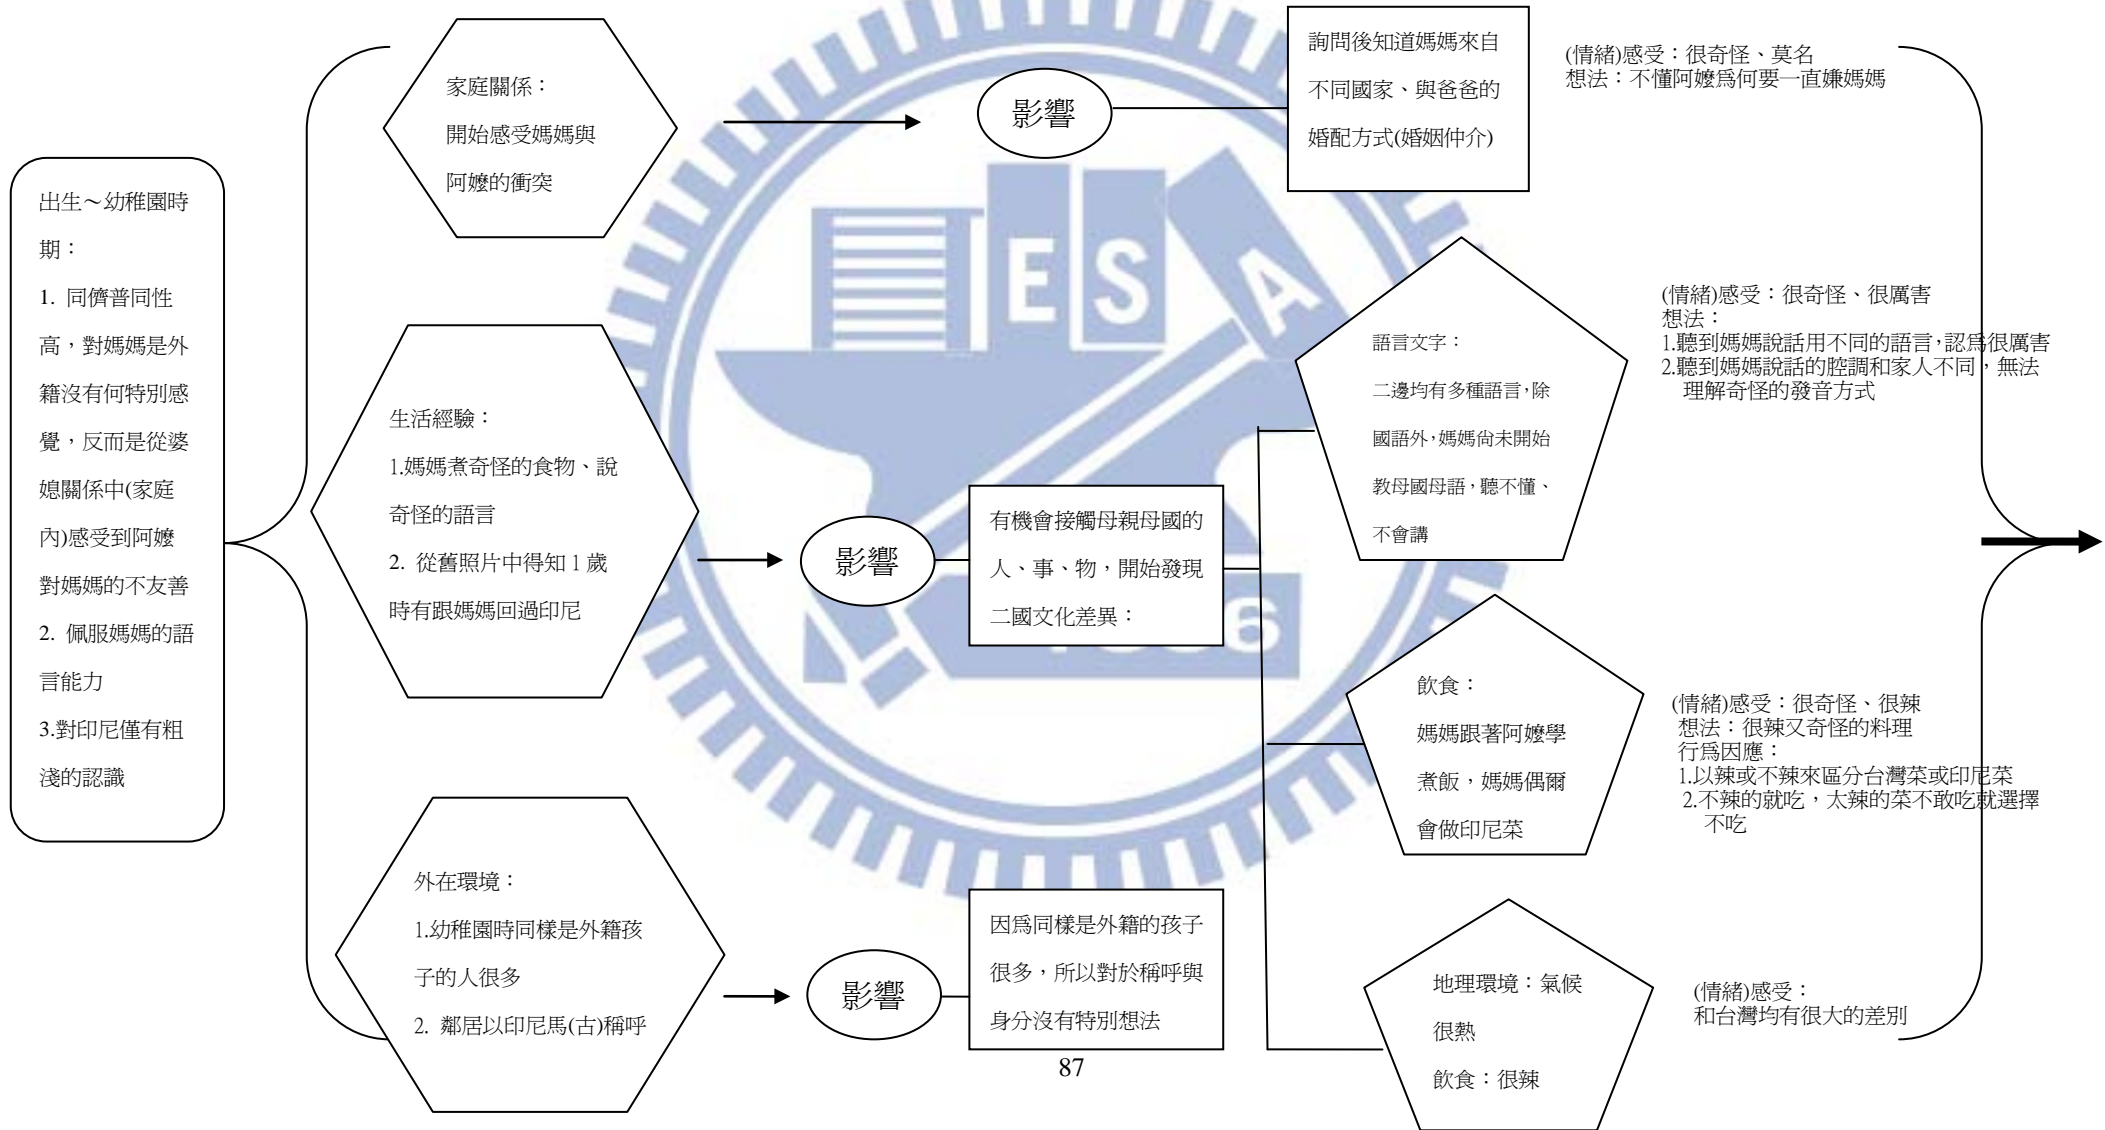 出生～幼稚園時
期：
1. 同儕普同性
高，對媽媽是外
籍沒有何特別感
覺，反而是從婆
媳關係中(家庭
內)感受到阿嬤
對媽媽的不友善
2. 佩服媽媽的語
言能力
3.對印尼僅有粗
淺的認識
家庭關係：
開始感受媽媽與
阿嬤的衝突
影響
詢問後知道媽媽來自
不同國家、與爸爸的
婚配方式(婚姻仲介)
(情緒)感受：很奇怪、莫名
想法：不懂阿嬤為何要一直嫌媽媽
生活經驗：
1.媽媽煮奇怪的食物、說
奇怪的語言
2. 從舊照片中得知 1 歲
時有跟媽媽回過印尼
影響
有機會接觸母親母國的
人、事、物，開始發現
二國文化差異：
語言文字：
二邊均有多種語言，除
國語外，媽媽尚未開始
教母國母語，聽不懂、
不會講
(情緒)感受：很奇怪、很厲害
想法：
1.聽到媽媽說話用不同的語言，認為很厲害
2.聽到媽媽說話的腔調和家人不同，無法
理解奇怪的發音方式
飲食：
媽媽跟著阿嬤學
煮飯，媽媽偶爾
會做印尼菜
(情緒)感受：很奇怪、很辣
想法：很辣又奇怪的料理
行為因應：
1.以辣或不辣來區分台灣菜或印尼菜
2.不辣的就吃，太辣的菜不敢吃就選擇
不吃
外在環境：
1.幼稚園時同樣是外籍孩
子的人很多
2. 鄰居以印尼馬(古)稱呼
影響
因為同樣是外籍的孩子
很多，所以對於稱呼與
身分沒有特別想法
地理環境：氣候
很熱
飲食：很辣
(情緒)感受：
和台灣均有很大的差別
E S A
6
87